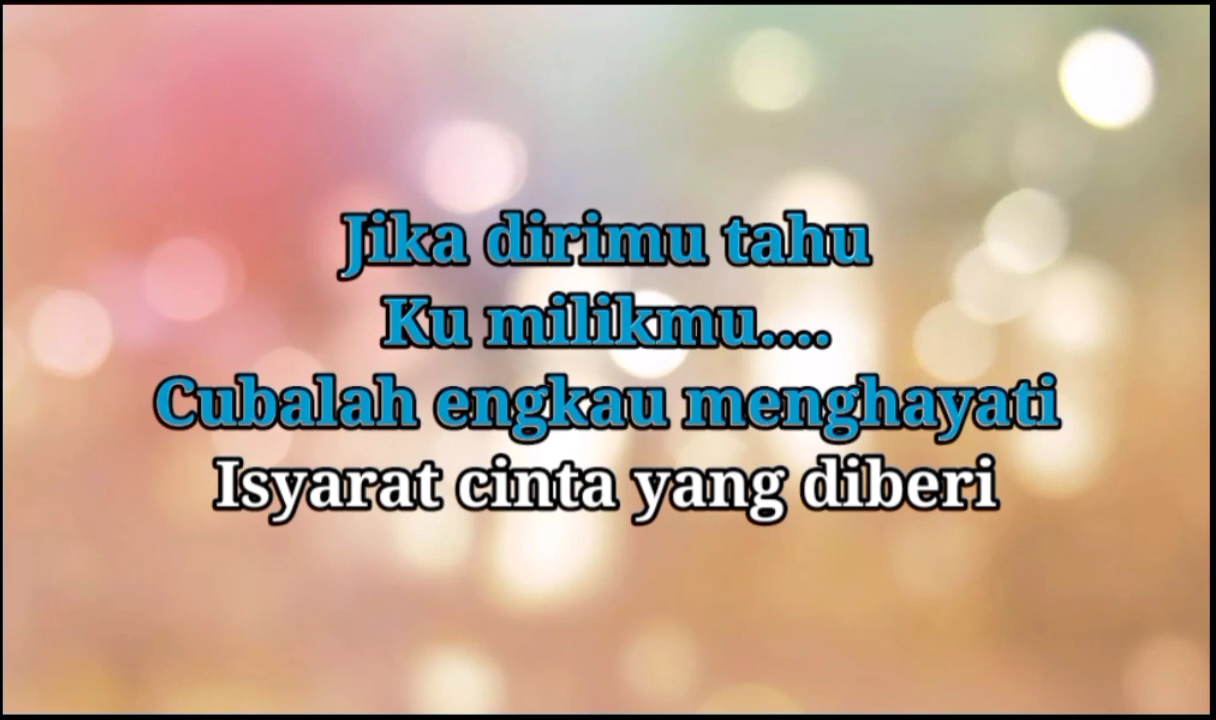 Jika dirimu tahu
Ku milikmu....
Cubalah engkau menghayati
Isyarat cinta yang diberi